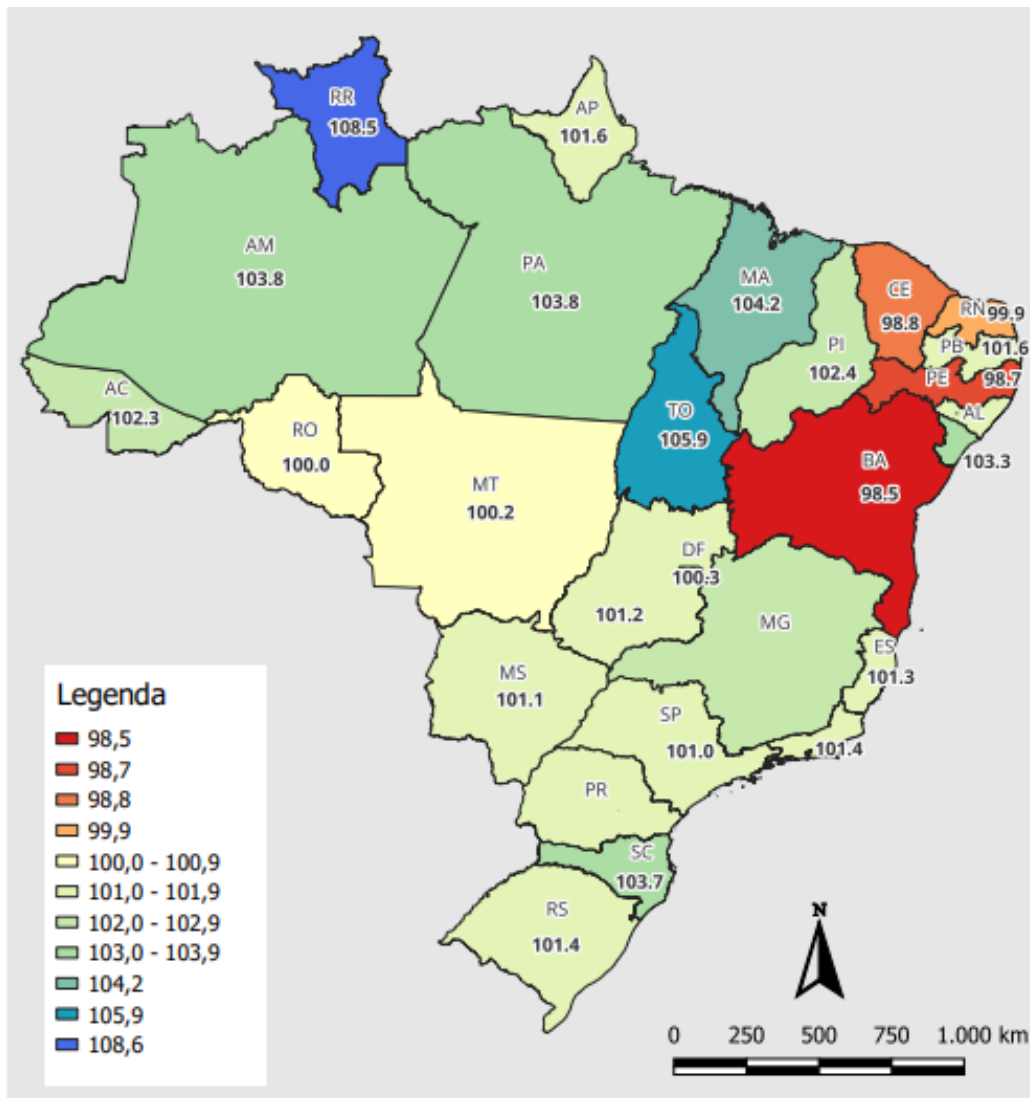 RR
108.5
AP
101.6
AM
103.8
PA
103.8
MA
104.2
CE
98.8
RN 99.9
PB 101.6
PI
102.4
PE 98.7
AL
AC
102.3
TO
105.9
103.3
RO
100.0
MT
100.2
BA
98.5
DF
100.3
101.2
MG
ES
101.3
MS
101.1
SP
101.0
101.4
PR
SC
103.7
RS
101.4
Legenda
98,5
98,7
98,8
99,9
100,0 - 100,9
101,0 - 101,9
102,0 - 102,9
103,0 - 103,9
104,2
105,9
108,6
N
0 250 500 750 1.000 km